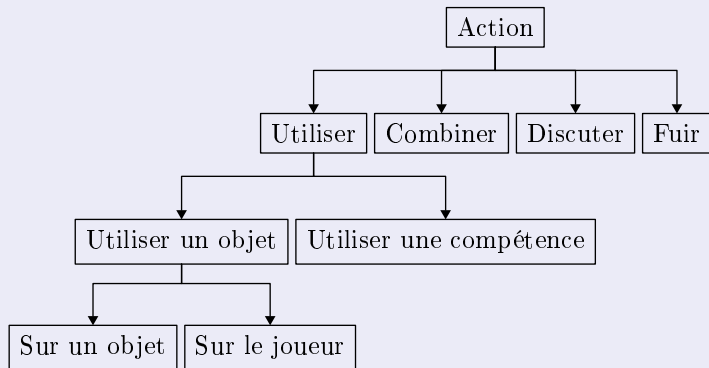 Action
Utiliser
Combiner
Discuter
Fuir
Utiliser un objet
Utiliser une compétence
Sur un objet
Sur le joueur